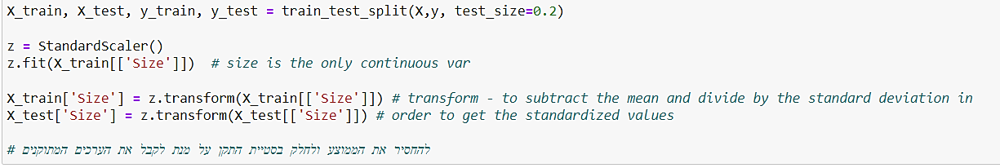 X_train, X_test, y_train, y_test = train_test_split(X,y, test_size=0.2)
z = StandardScaler()
z.fit(X_train[['Size']])  # size is the only continuous var
X_train['Size'] = z.transform(X_train[['Size']]) # transform - to subtract the mean and divide by the standard deviation in
X_test['Size'] = z.transform(X_test[['Size']]) # order to get the standardized values
# להחסיר את הממוצע ולחלק בסטיית התקן על מנת לקבל את הערכים המתוקנים